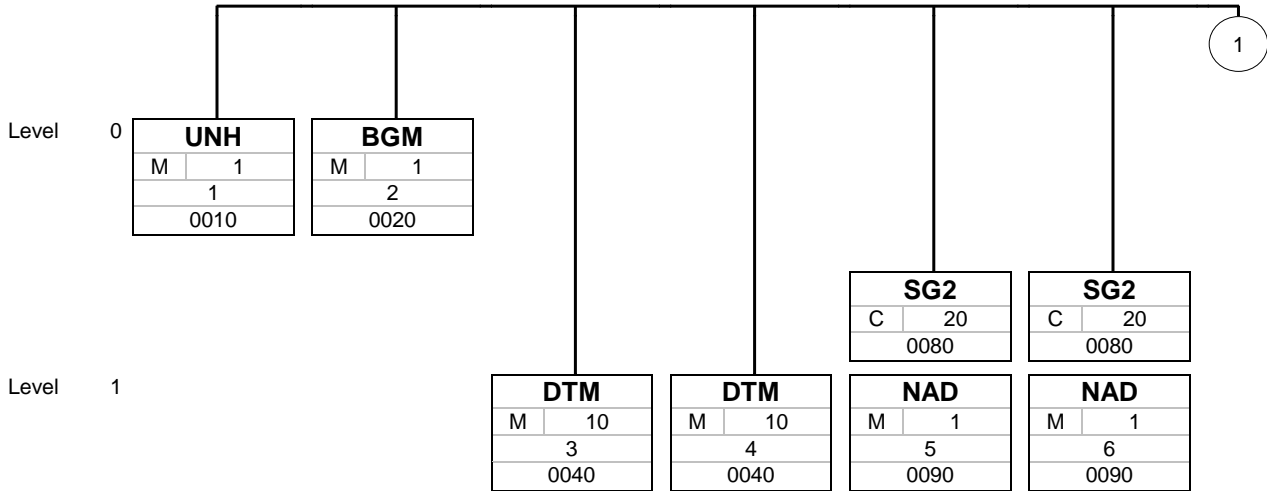 1
Level 0 UNH BGM
M 1 M 1
1 2
0010 0020
SG2 SG2
C 20 C 20
0080 0080
Level 1 DTM DTM NAD NAD
M 10 M 10 M 1 M 1
3 4 5 6
0040 0040 0090 0090